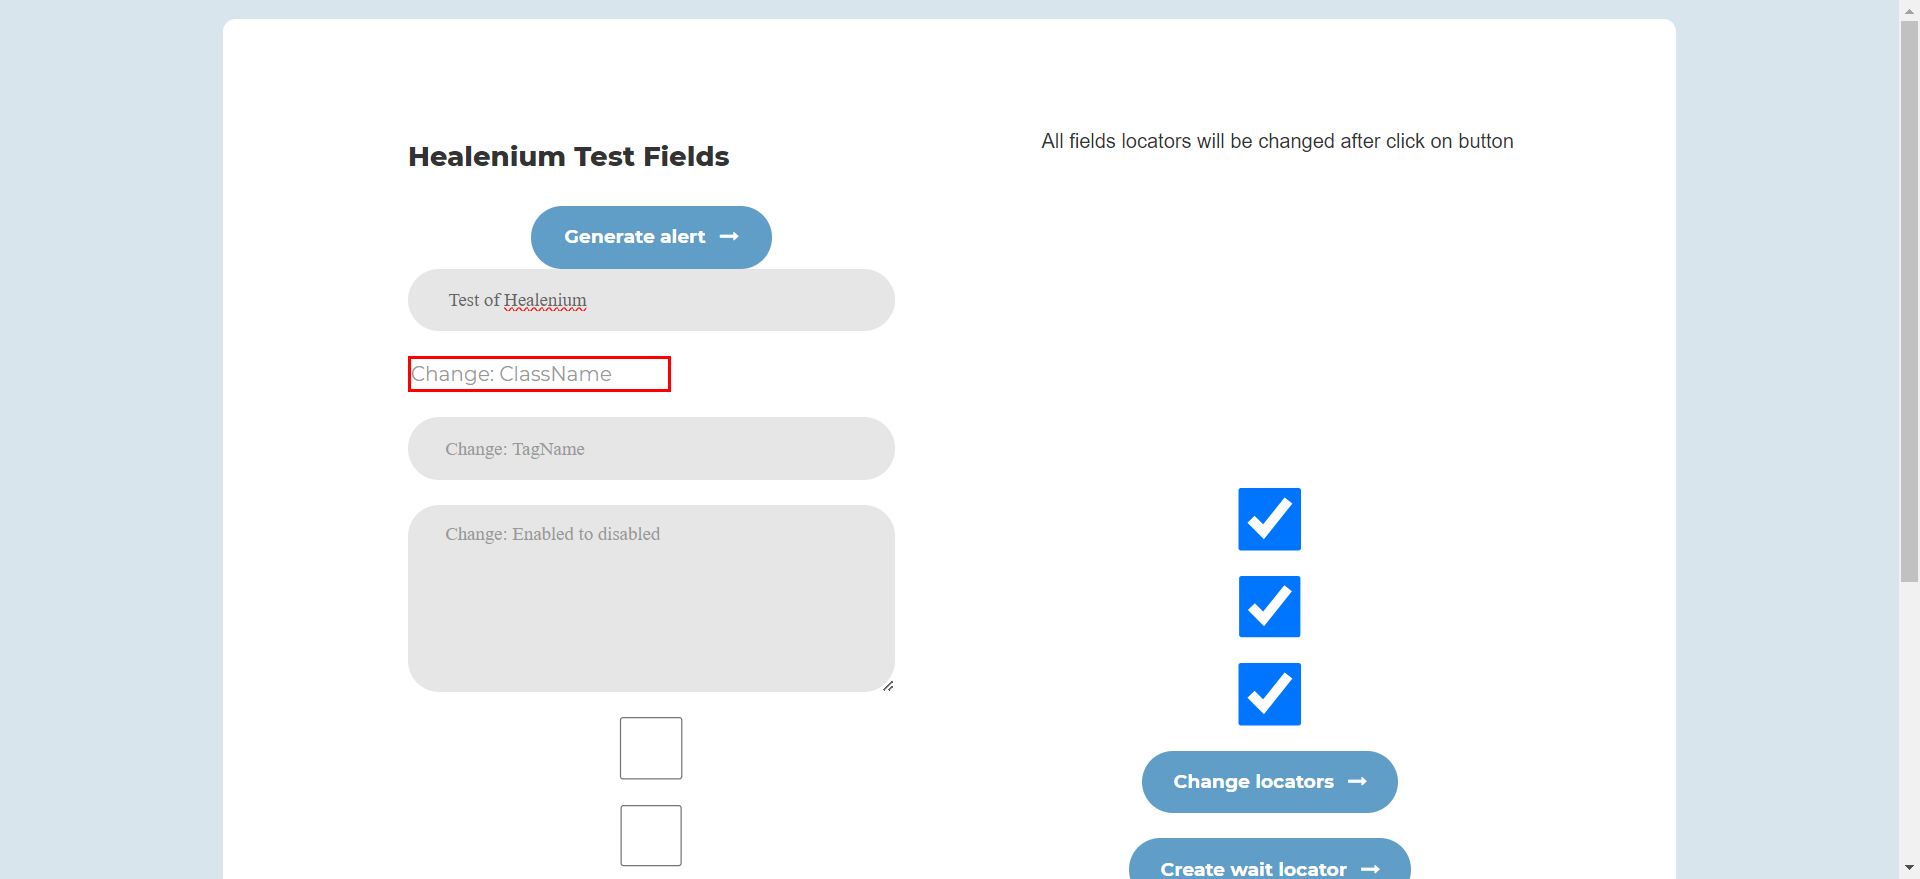 Healenium Test Fields
All fields locators will be changed after click on button
Generate alert
Test of Healenium
Change: ClassName
Change: TagName
Change: Enabled to disabled
Change locators
Create wait locator